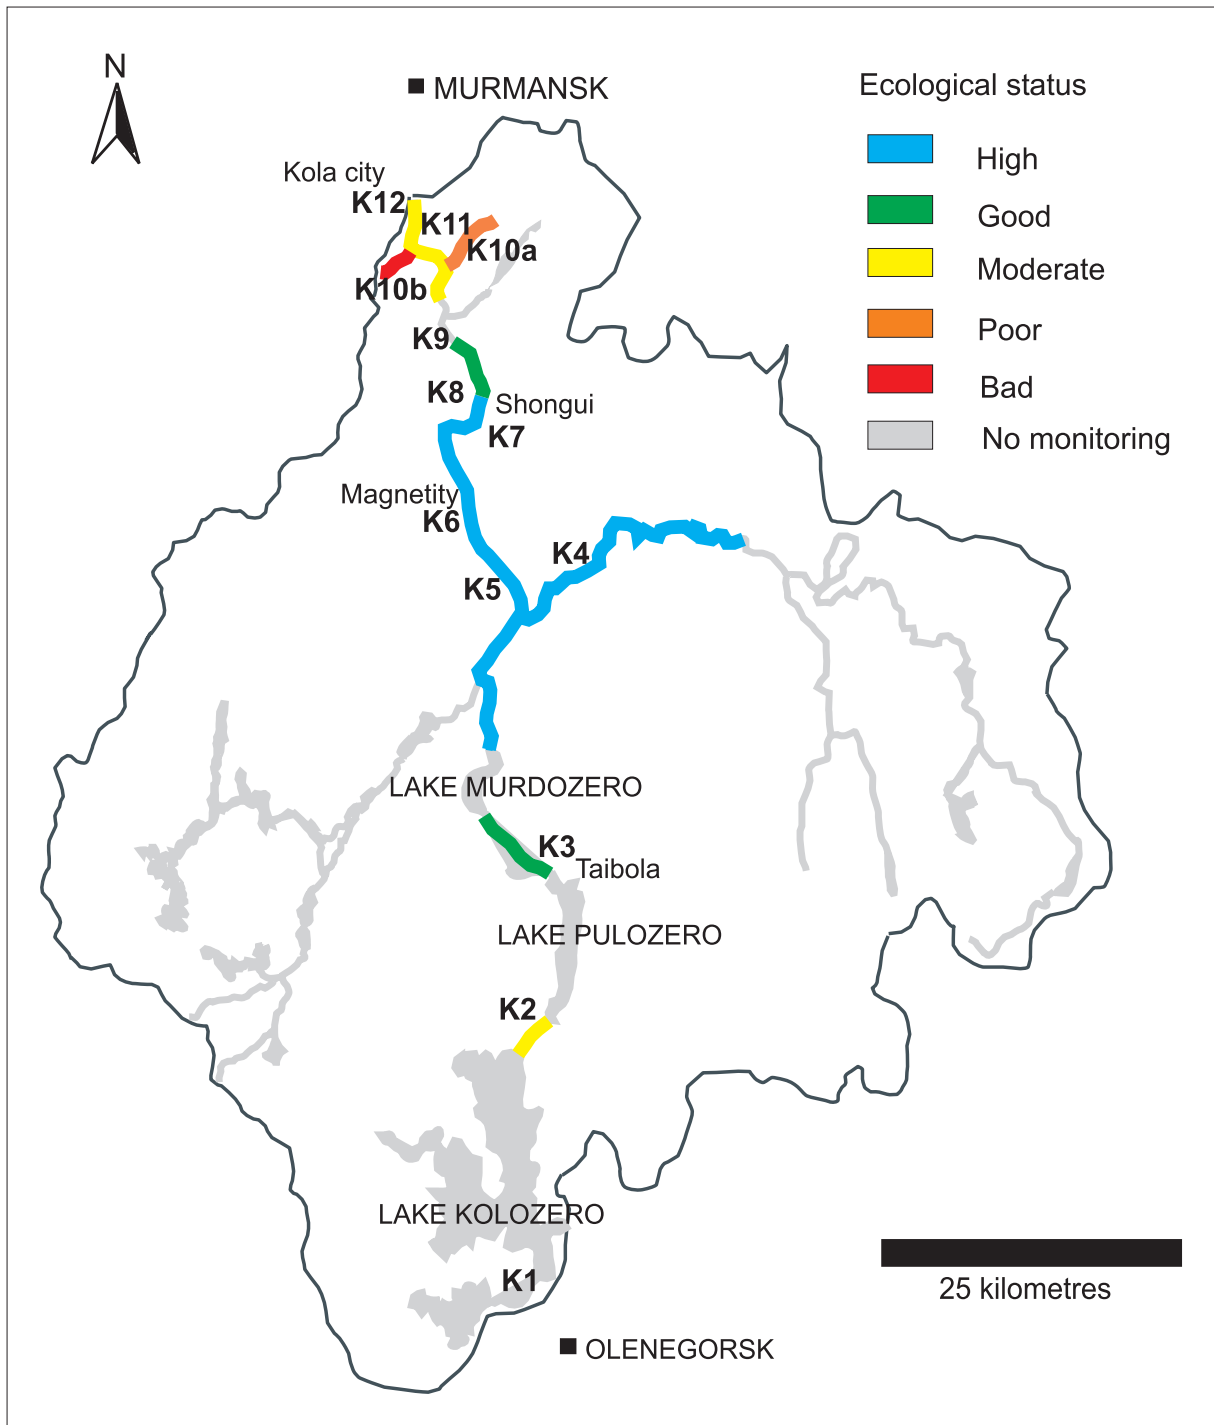 N
MURMANSK
Ecological status
High
Kola city
K12
Good
K11
K10a
Moderate
K10b
Poor
K9
Bad
K8
Shongui
K7
No monitoring
Magnetity
K6
K4
K5
LAKE MURDOZERO
K3
Taibola
LAKE PULOZERO
K2
LAKE KOLOZERO
K1
25 kilometres
OLENEGORSK